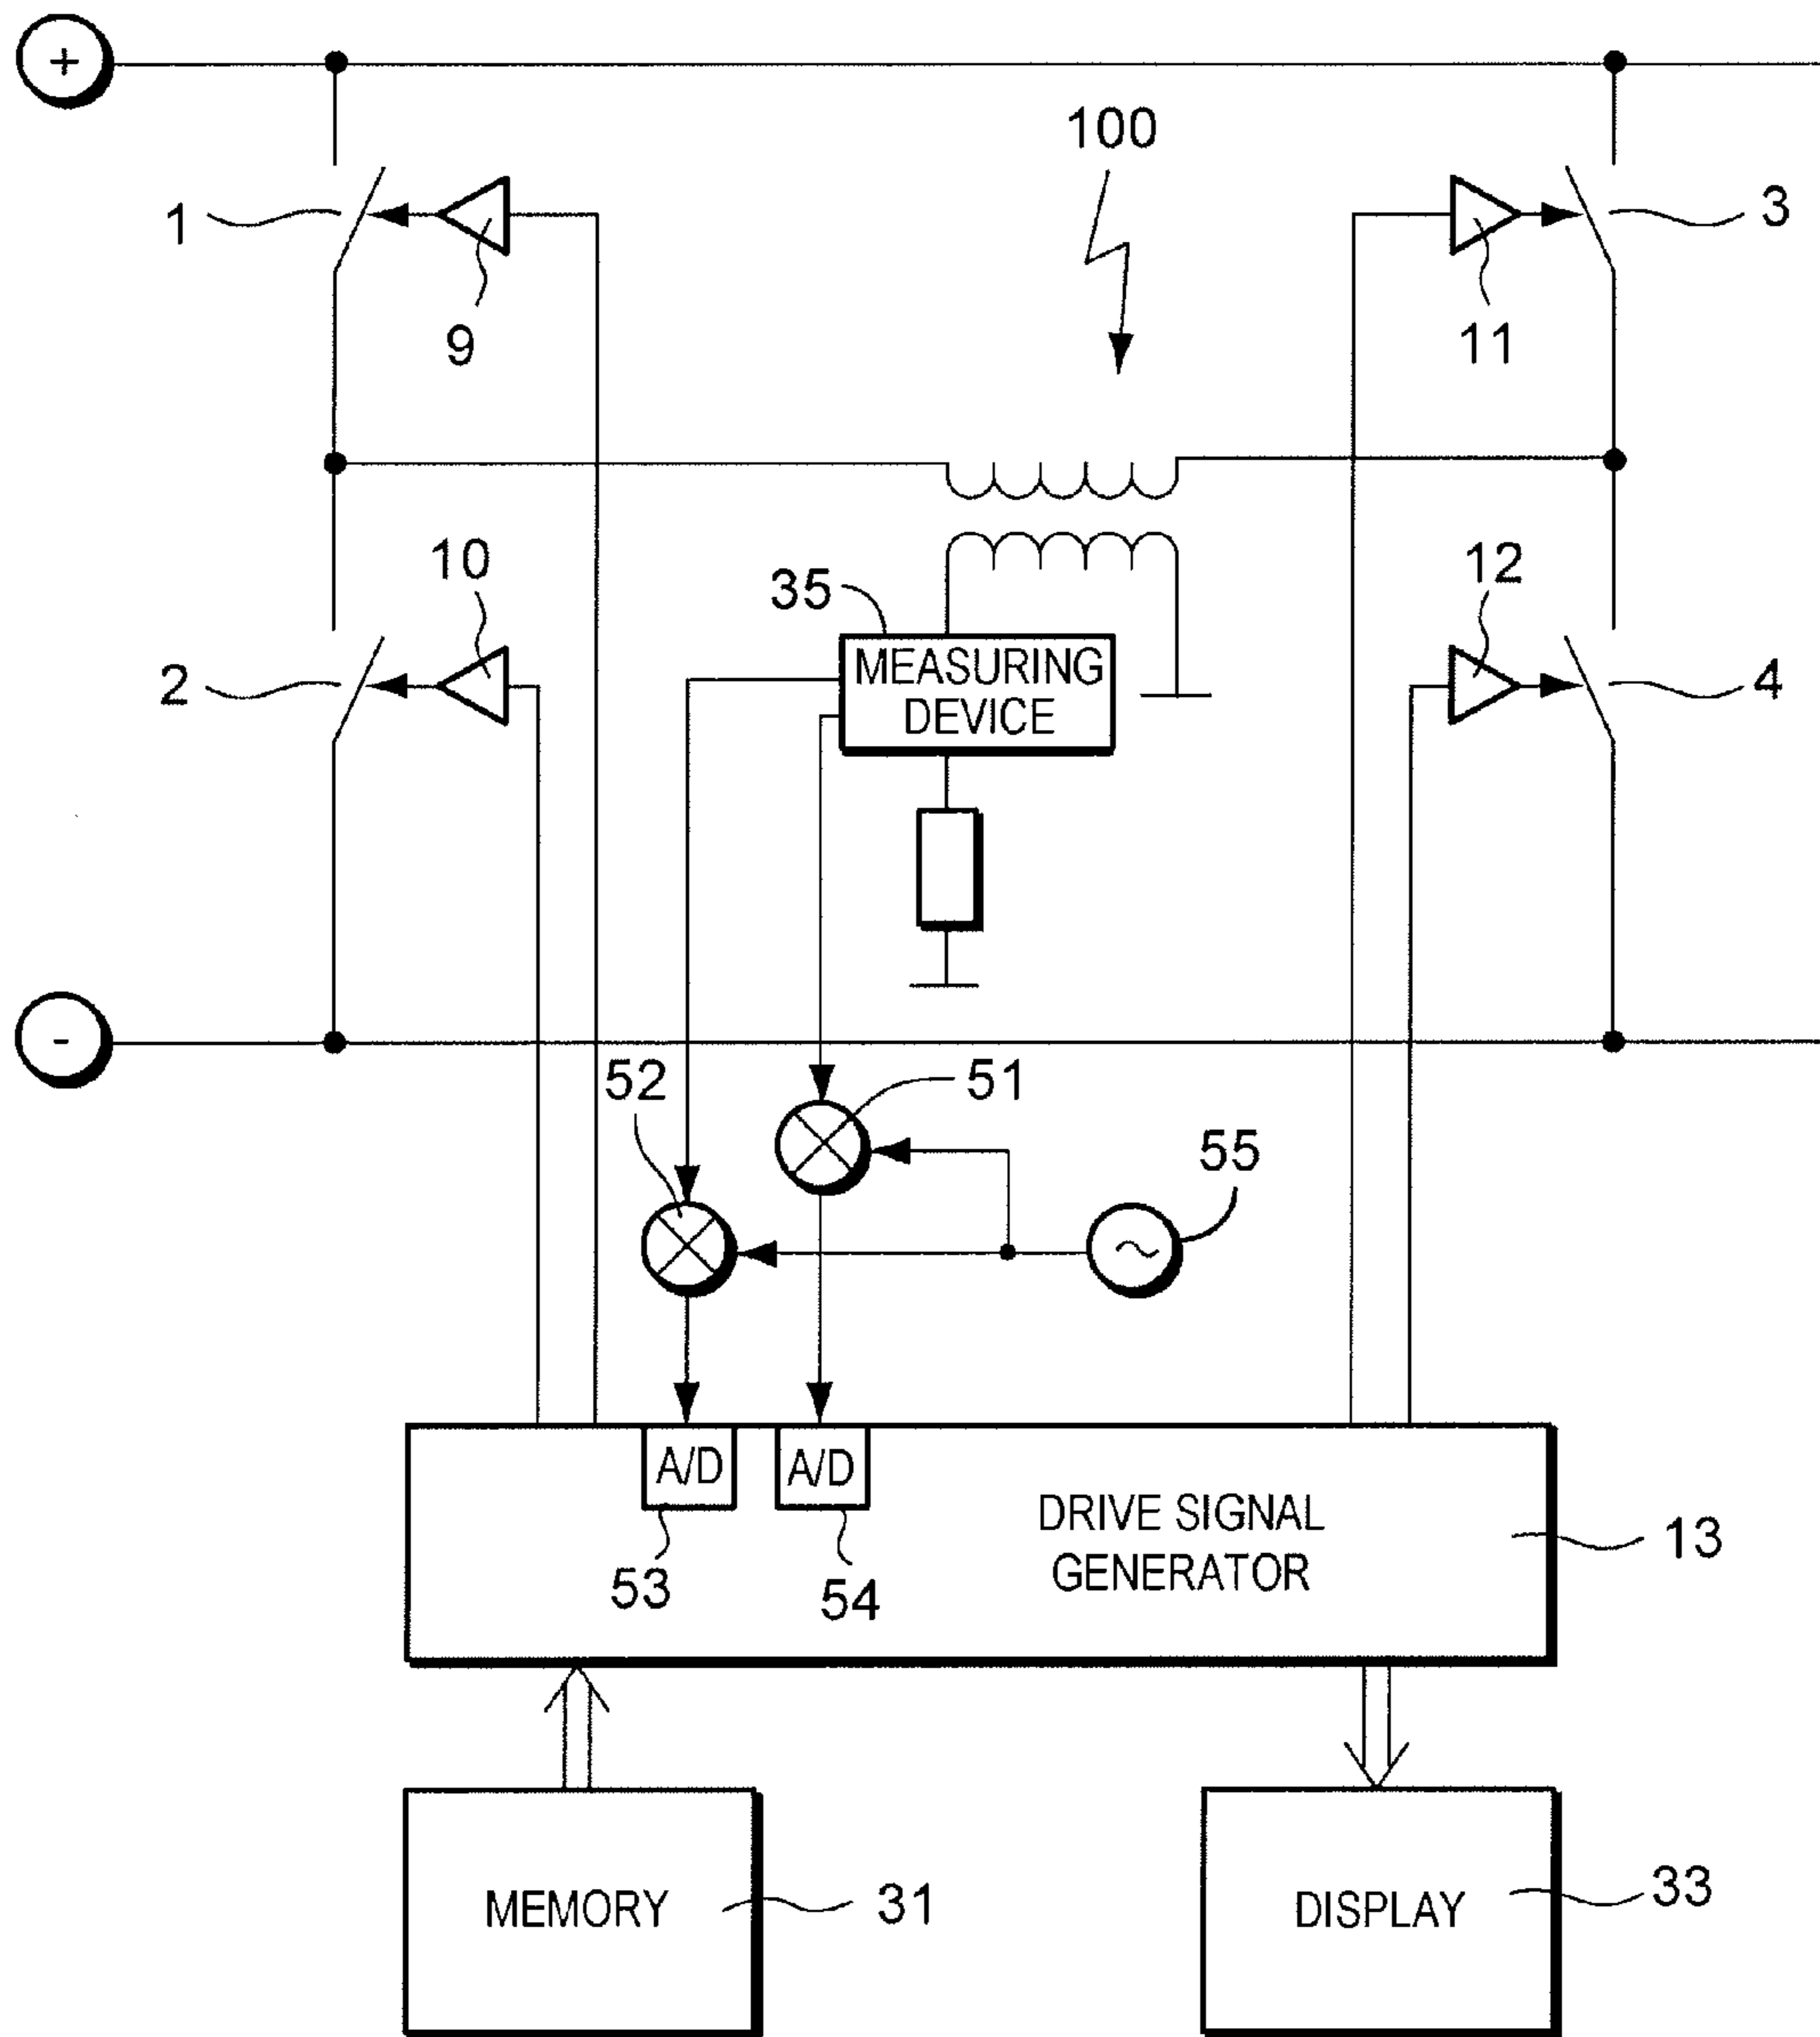 +
100
1
3
9
11
10
12
35
MEASURING
DEVICE
2
4
-
52
51
55
A/D
A/D
DRIVE SIGNAL
GENERATOR
13
53
54
MEMORY
31
DISPLAY
33